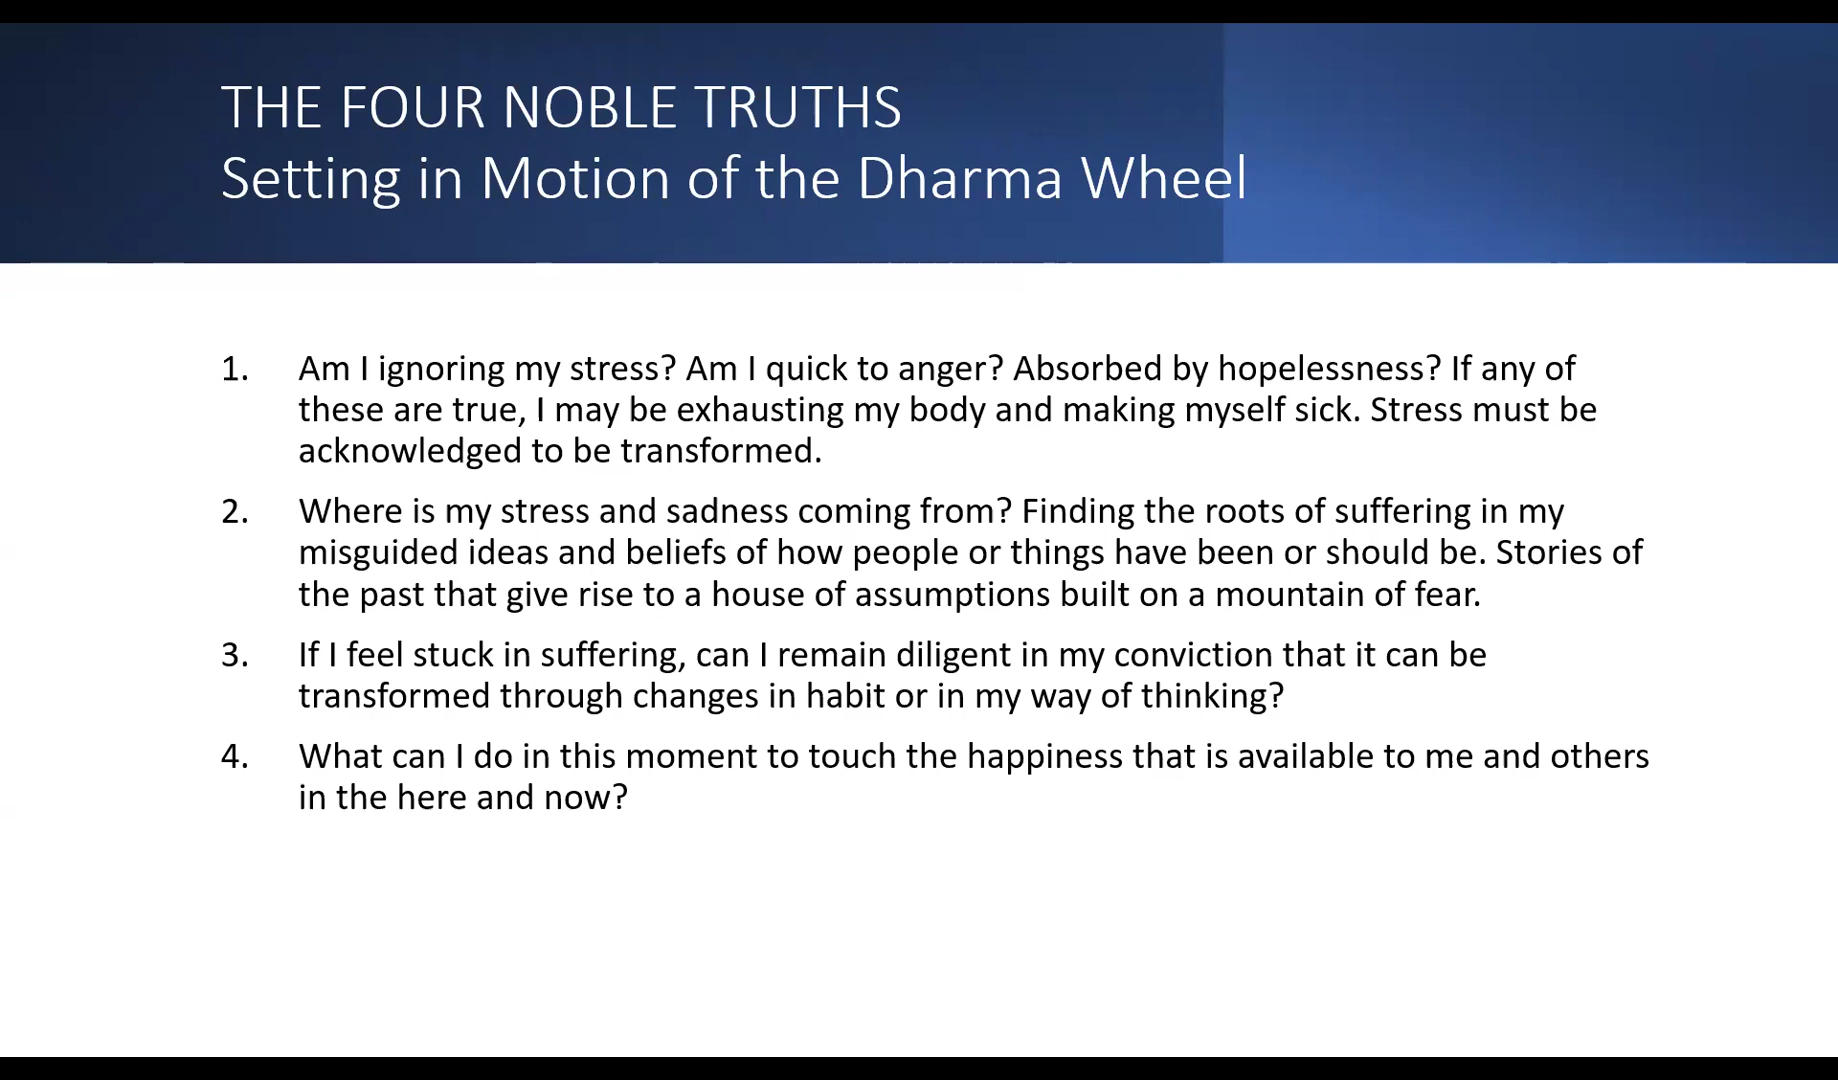 THE FOUR NOBLE TRUTHS
Setting in Motion of the Dharma Wheel
1. Am I ignoring my stress? Am I quick to anger? Absorbed by hopelessness? If any of
these are true, I may be exhausting my body and making myself sick. Stress must be
acknowledged to be transformed.
2. Where is my stress and sadness coming from? Finding the roots of suffering in my
misguided ideas and beliefs of how people or things have been or should be. Stories of
the past that give rise to a house of assumptions built on a mountain of fear.
3. If I feel stuck in suffering, can I remain diligent in my conviction that it can be
transformed through changes in habit or in my way of thinking?
4. What can I do in this moment to touch the happiness that is available to me and others
in the here and now?